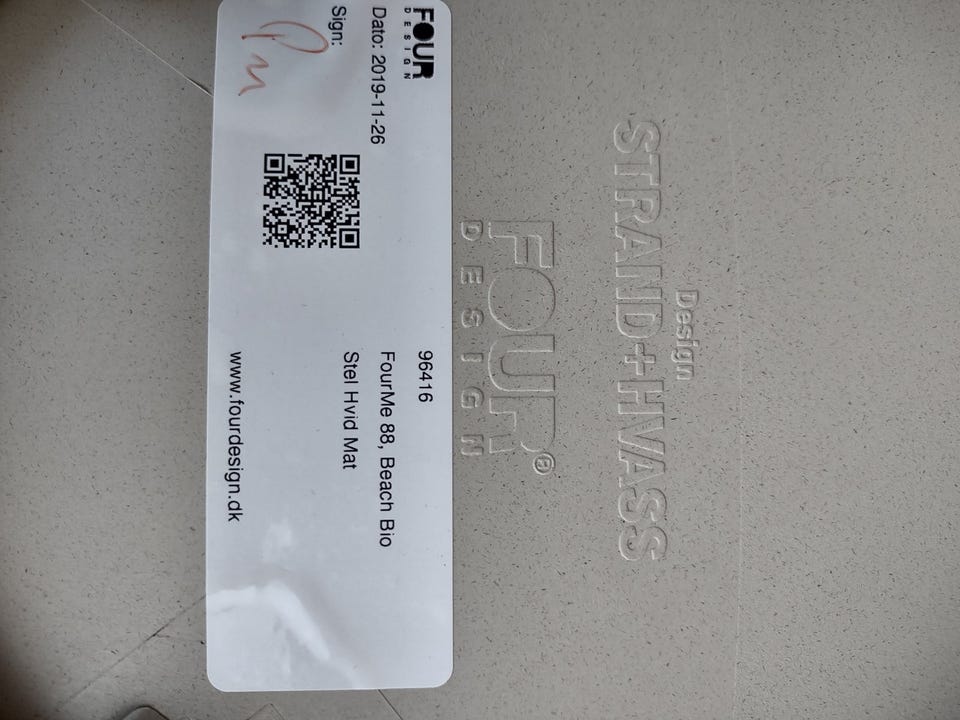 FOUR
DESIGN
Dato: 2019-11-26
Sign:
96416
FourMe 88, Beach Bio
Stel Hvid Mat
www.fourdesign.dk
Design
STRAND+HVASS
FOUR®
DESIGN